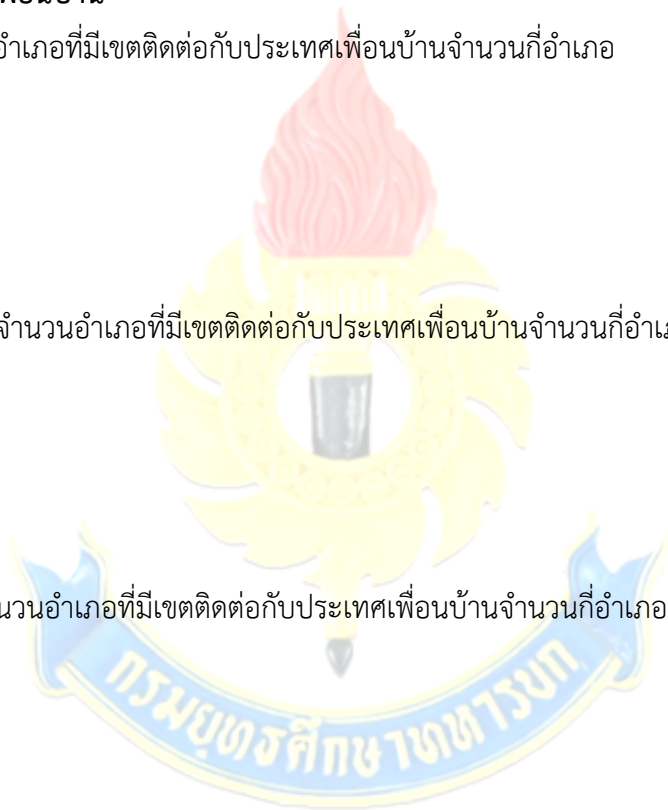 อำเภอที่มีเขตติดต่อกับประเทศเพื่อนบ้านจำนวนกี่อำเภอ
จำนวนอำเภอที่มีเขตติดต่อกับประเทศเพื่อนบ้านจำนวนกี่อำเภ
นวนอำเภอที่มีเขตติดต่อกับประเทศเพื่อนบ้านจำนวนกี่อำเภอ
กรมยุทธศึกษาทหารบก